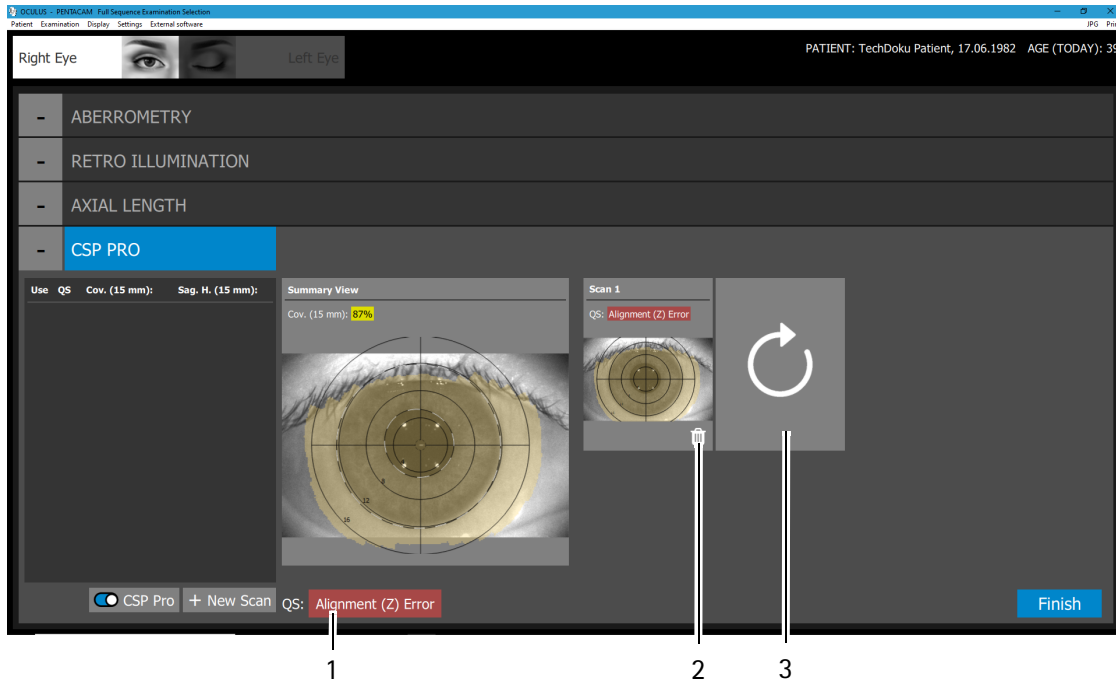 OCULUS - PENTACAM Full Sequence Examination Selection
Patient Examination Display Settings External software
JPG
Right Eye
Left Eye
PATIENT: TechDoku Patient, 17.06.1982 AGE (TODAY): 39
- ABERROMETRY
- RETRO ILLUMINATION
- AXIAL LENGTH
- CSP PRO
Use QS Cov. (15 mm): Sag. H. (15 mm):
Summary View
Cov. (15 mm): 87%
4
8
12
16
Scan 1
QS: Alignment (Z) Error
CSP Pro
+ New Scan
QS: Alignment (Z) Error
Finish
1
2
3